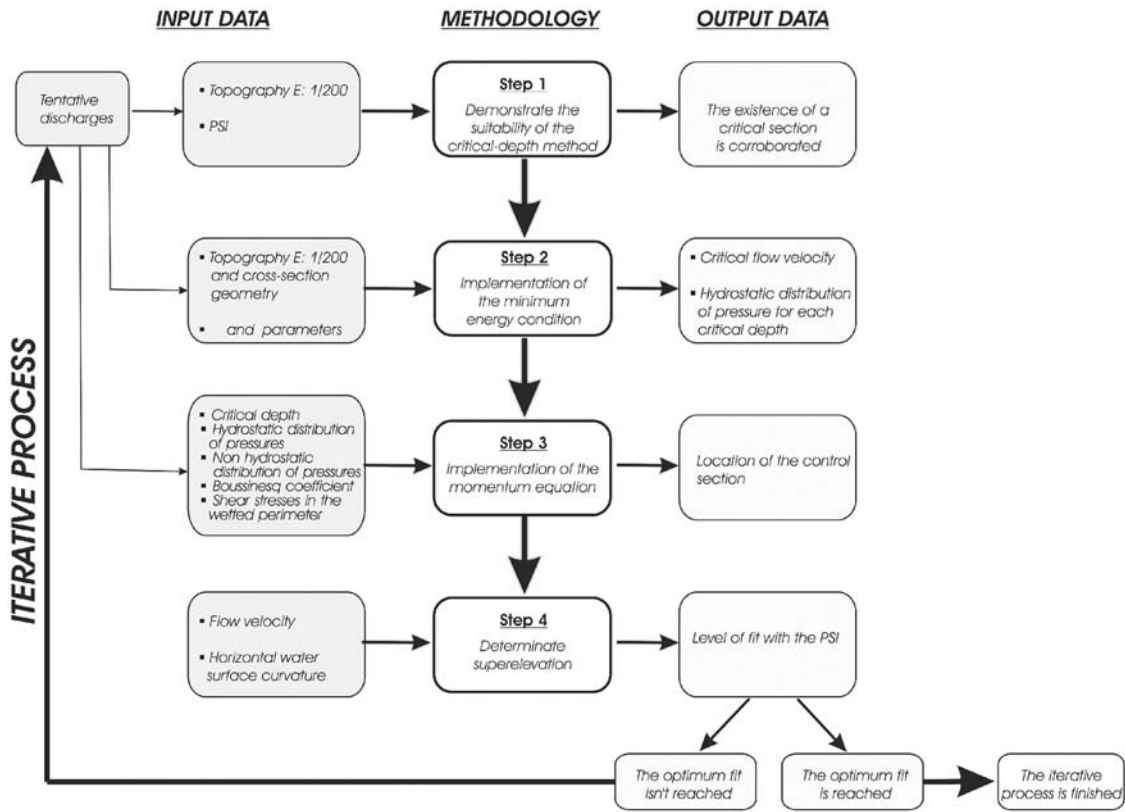 INPUT DATA
METHODOLOGY
OUTPUT DATA
Tentative
discharges
▪ Topography E: 1/200
▪ PSI
Step 1
Demonstrate the
suitability of the
critical-depth method
The existence of a
critical section
is corroborated
▪ Topography E: 1/200
and cross-section
geometry
▪ and parameters
Step 2
Implementation of
the minimum
energy condition
▪ Critical flow velocity
▪ Hydrostatic distribution
of pressure for each
critical depth
▪ Critical depth
▪ Hydrostatic distribution
of pressures
▪ Non hydrostatic
distribution of pressures
▪ Boussinesq coefficient
▪ Shear stresses in the
wetted perimeter
Step 3
Implementation of the
momentum equation
Location of the control
section
▪ Flow velocity
▪ Horizontal water
surface curvature
Step 4
Determinate
superelevation
Level of fit with the PSI
The optimum fit
isn't reached
The optimum fit
is reached
The iterative
process is finished
ITERATIVE PROCESS